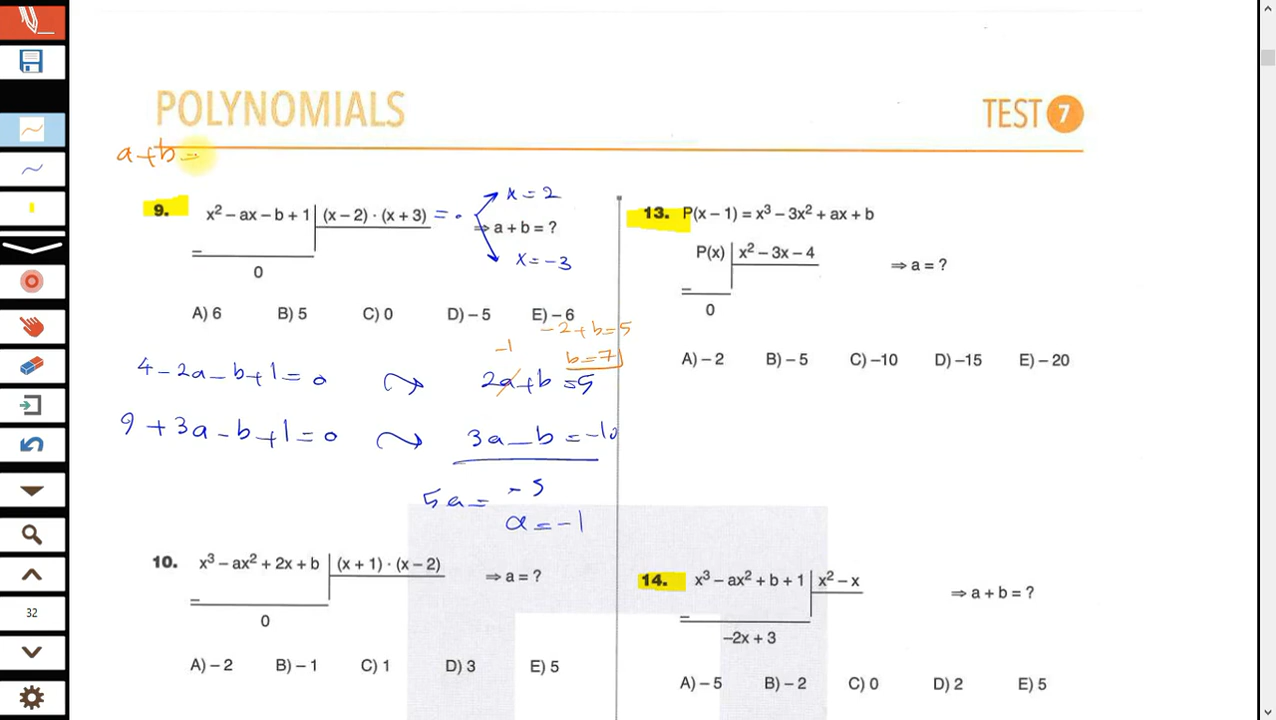 POLYNOMIALS
TEST 7
a+b=
9. x² – ax – b + 1 (x – 2) · (x + 3) = 0
x = 2
⇒ a + b = ?
x = -3
–
0
A) 6 B) 5 C) 0 D) – 5 E) – 6
-2+b=5
b=7
-1
4-2a-b+1=0 2a+b=5
9+3a-b+1=0 3a-b=-10
5a=-5
a=-1
10. x³ – ax² + 2x + b (x + 1) · (x – 2) ⇒ a = ?
–
0
A) – 2 B) – 1 C) 1 D) 3 E) 5
13. P(x – 1) = x³ – 3x² + ax + b
P(x) x² – 3x – 4 ⇒ a = ?
–
0
A) – 2 B) – 5 C) –10 D) –15 E) – 20
14. x³ – ax² + b + 1 x² – x ⇒ a + b = ?
–
–2x + 3
A) – 5 B) – 2 C) 0 D) 2 E) 5
32